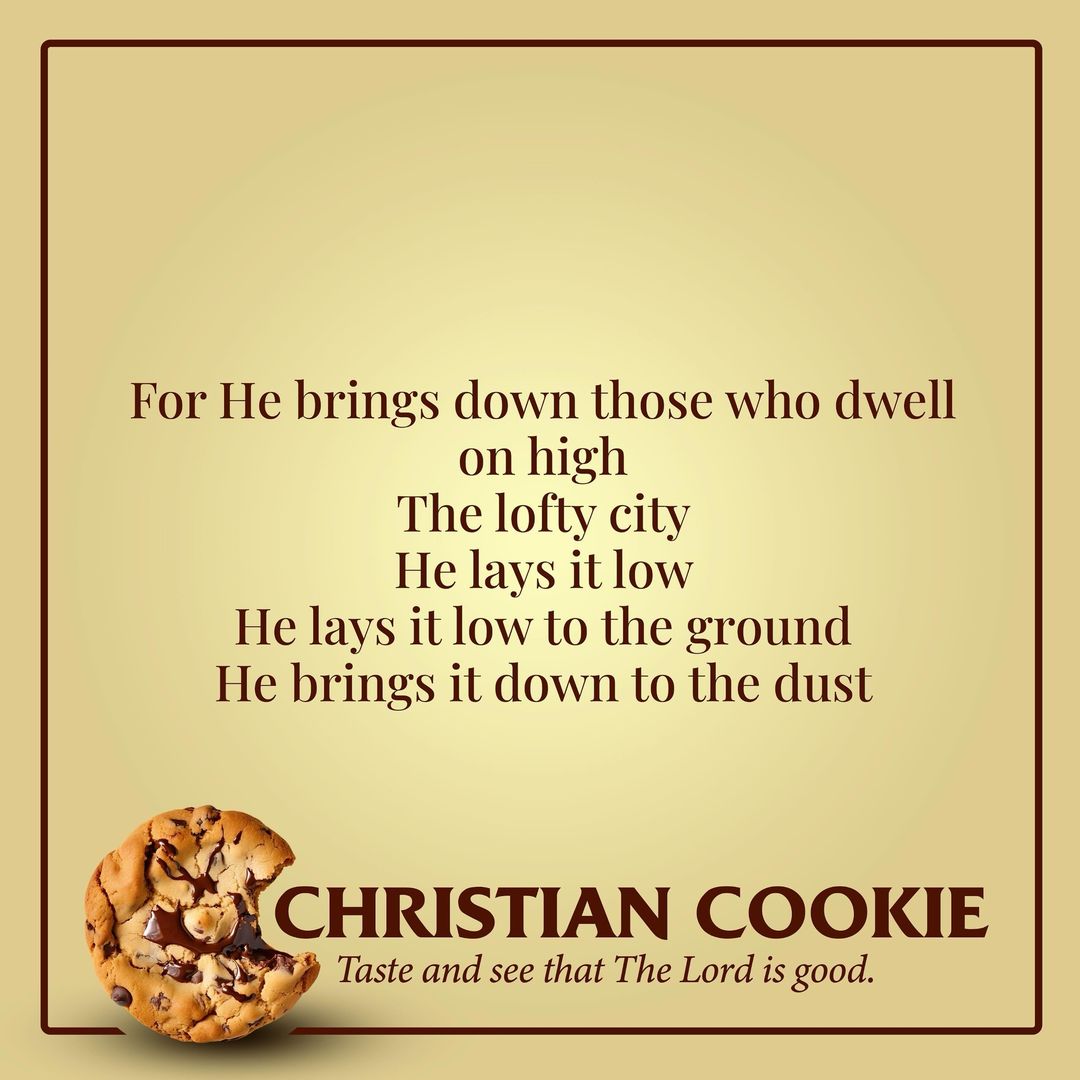 For He brings down those who dwell
on high
The lofty city
He lays it low
He lays it low to the ground
He brings it down to the dust
CHRISTIAN COOKIE
Taste and see that The Lord is good.